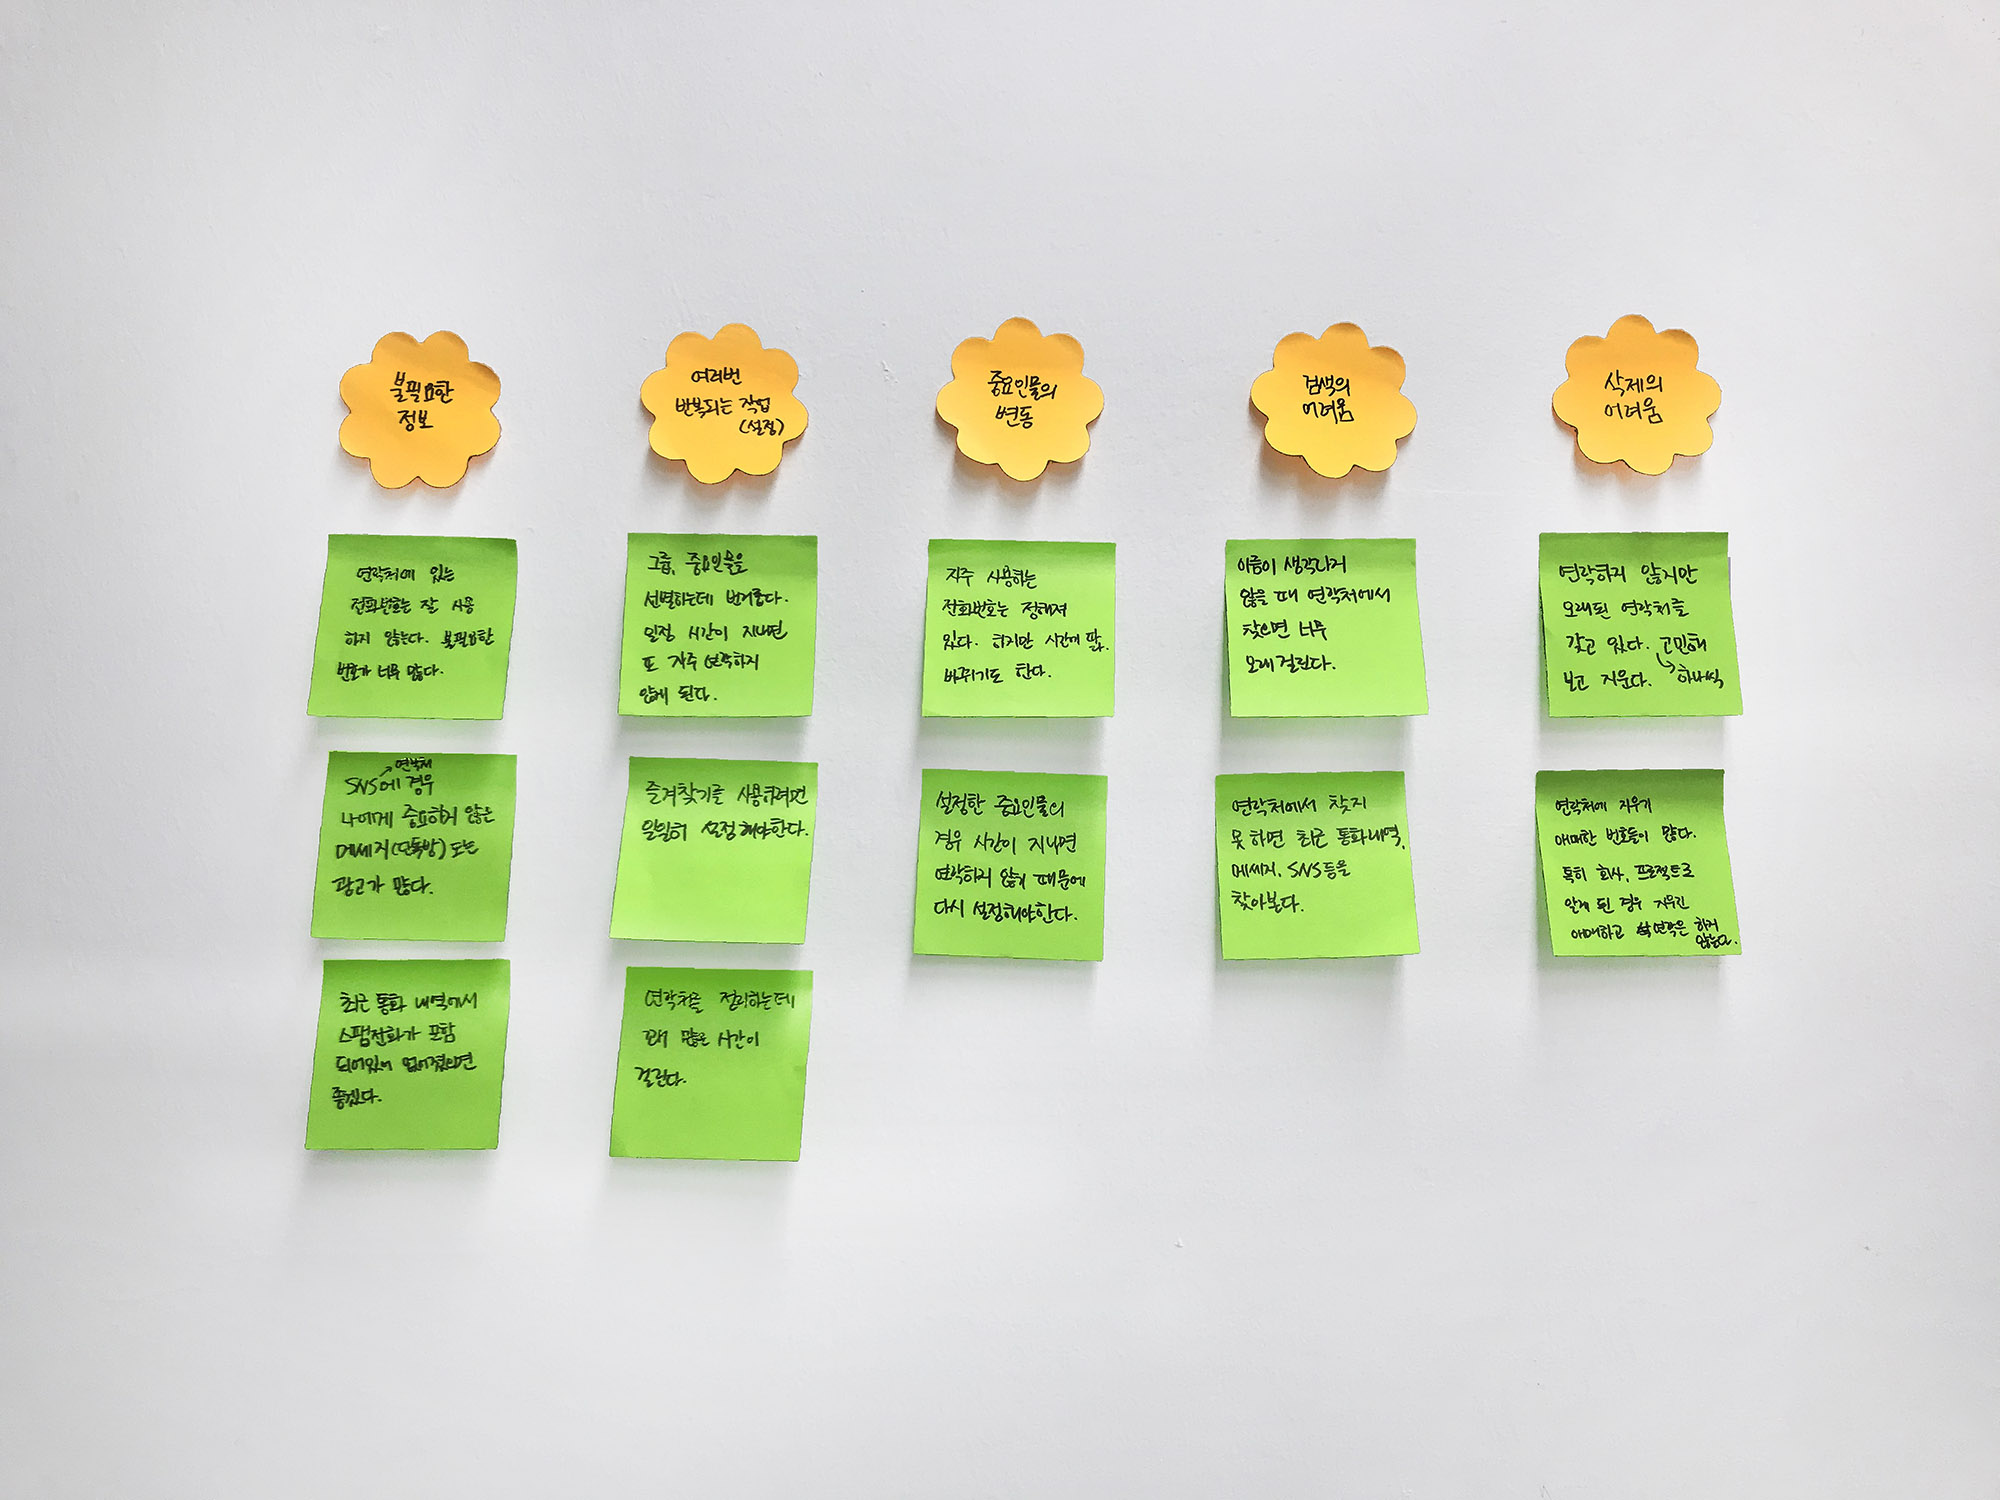 불필요한
정보
연락처에 있는
전화번호는 잘 사용
하지 않는다. 불필요한
번호가 너무 많다.
연락처
SNS에 경우
나에게 중요하지 않은
메세지(단톡방) 또는
광고가 많다.
최근 통화 내역에서
스팸전화가 포함
되어있어 없어졌으면
좋겠다.
여러번
반복되는 작업
(설정)
그룹, 중요인물을
선별하는데 번거롭다.
일정 시간이 지나면
또 자주 연락하지
않게 된다.
즐겨찾기를 사용하려면
일일히 설정해야한다.
연락처를 정리하는데
꽤 많은 시간이
걸린다.
중요인물의
변동
자주 사용하는
전화번호는 정해져
있다. 하지만 시간에 따라
바뀌기도 한다.
설정한 중요인물의
경우 시간이 지나면
연락하지 않기 때문에
다시 설정해야한다.
검색의
어려움
이름이 생각나지
않을 때 연락처에서
찾으면 너무
오래걸린다.
연락처에서 찾지
못하면 최근 통화내역,
메세지, SNS등을
찾아본다.
삭제의
어려움
연락하지 않지만
오래된 연락처를
갖고 있다. 고민해
보고 지운다. 하나씩
연락처에 지우기
애매한 번호들이 많다.
특히 회사, 프로젝트로
알게 된 경우 지우긴
애매하고 연락은 하지
않는다.